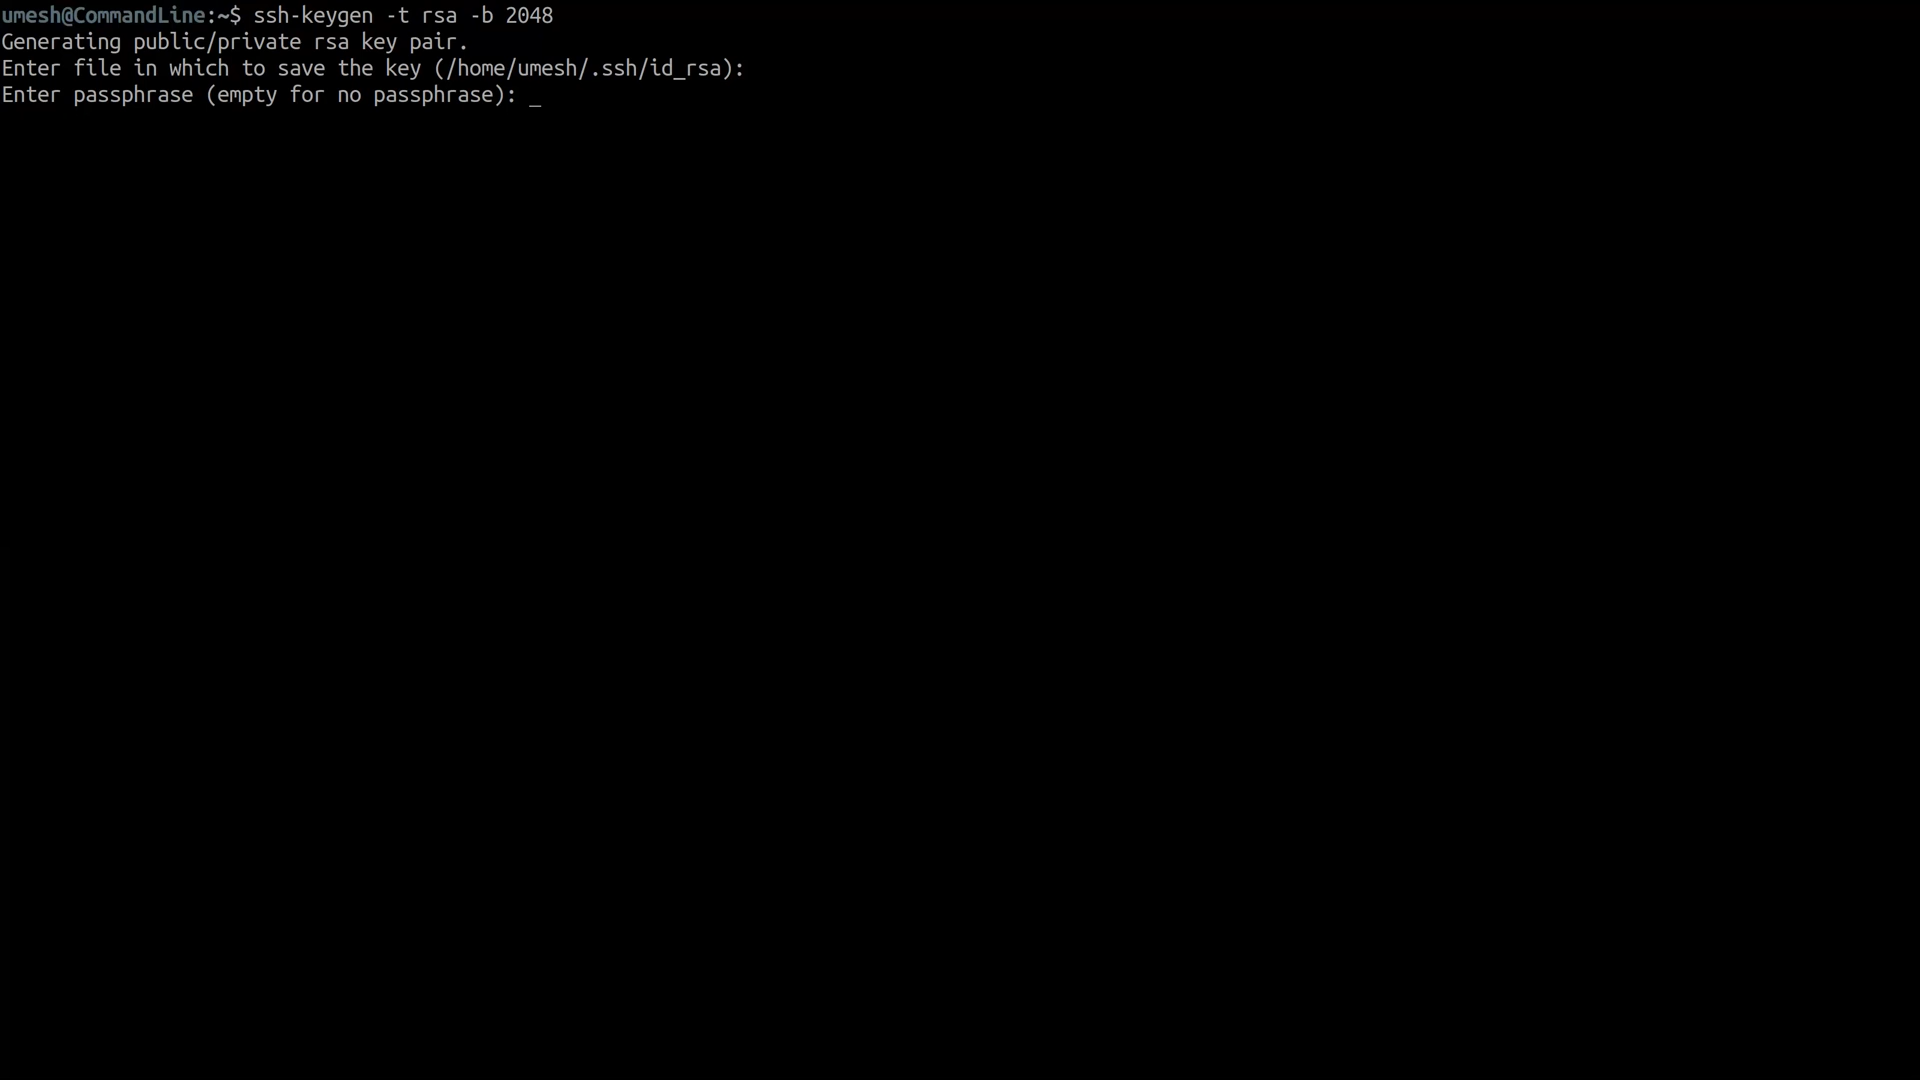 umesh@CommandLine:~$ ssh-keygen -t rsa -b 2048
Generating public/private rsa key pair.
Enter file in which to save the key (/home/umesh/.ssh/id_rsa):
Enter passphrase (empty for no passphrase): _